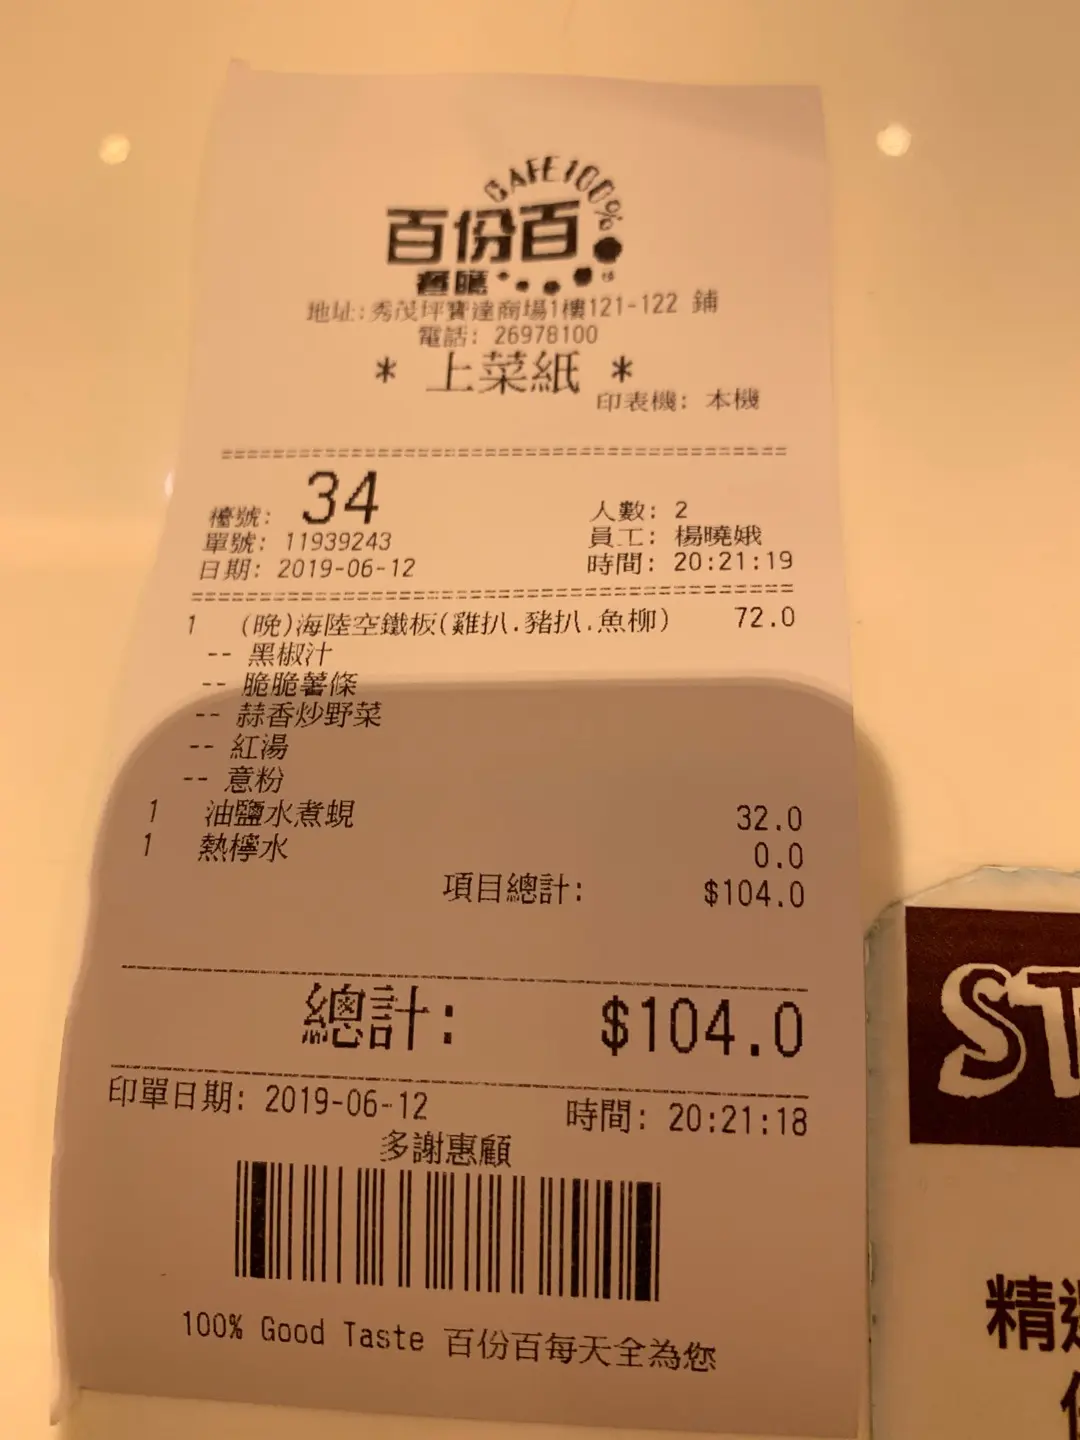 CAFE 100%
百份百
餐廳
地址:秀茂坪寶達商場1樓121-122 鋪
電話: 26978100
* 上菜紙 *
印表機: 本機
檯號: 34 人數: 2
單號: 11939243 員工: 楊曉娥
日期: 2019-06-12 時間: 20:21:19
1 (晚)海陸空鐵板(雞扒.豬扒.魚柳) 72.0
-- 黑椒汁
-- 脆脆薯條
-- 蒜香炒野菜
-- 紅湯
-- 意粉
1 油鹽水煮蜆 32.0
1 熱檸水 0.0
項目總計: $104.0
總計: $104.0
印單日期: 2019-06-12 時間: 20:21:18
多謝惠顧
100% Good Taste 百份百每天全為您
ST
精